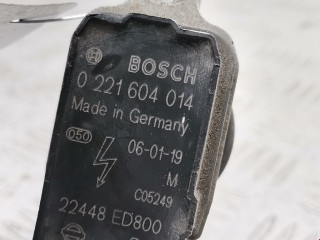 BOSCH
0 221 604 014
Made in Germany
050 06-01-19
M
C05249
22448 ED800